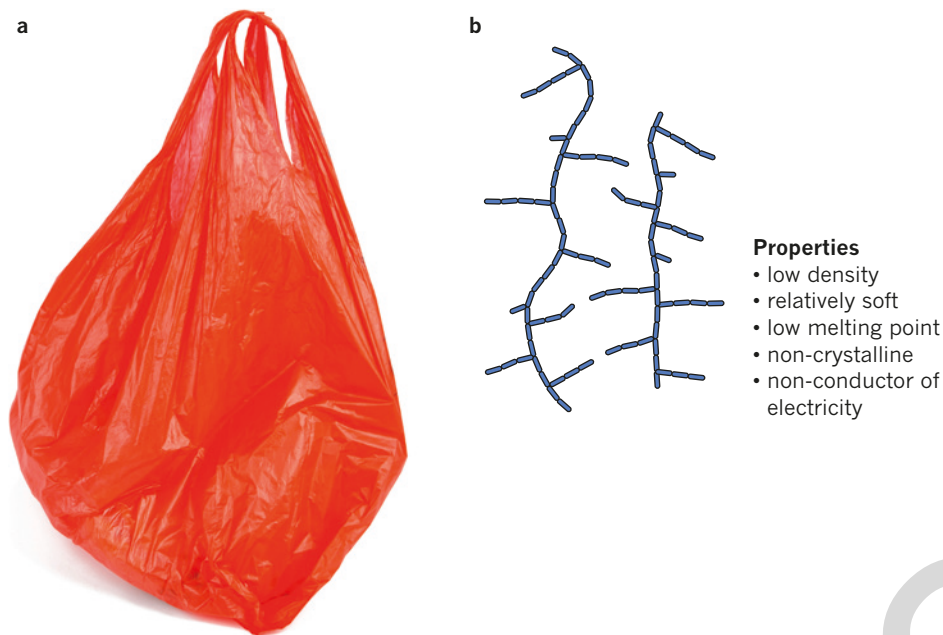 a
b
Properties
• low density
• relatively soft
• low melting point
• non-crystalline
• non-conductor of
electricity